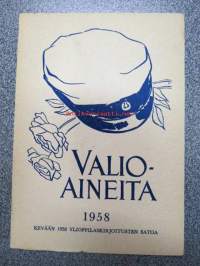 VALIO-
AINEITA
1958
KEVÄÄN 1958 YLIOPPILASKIRJOITUSTEN SATOA